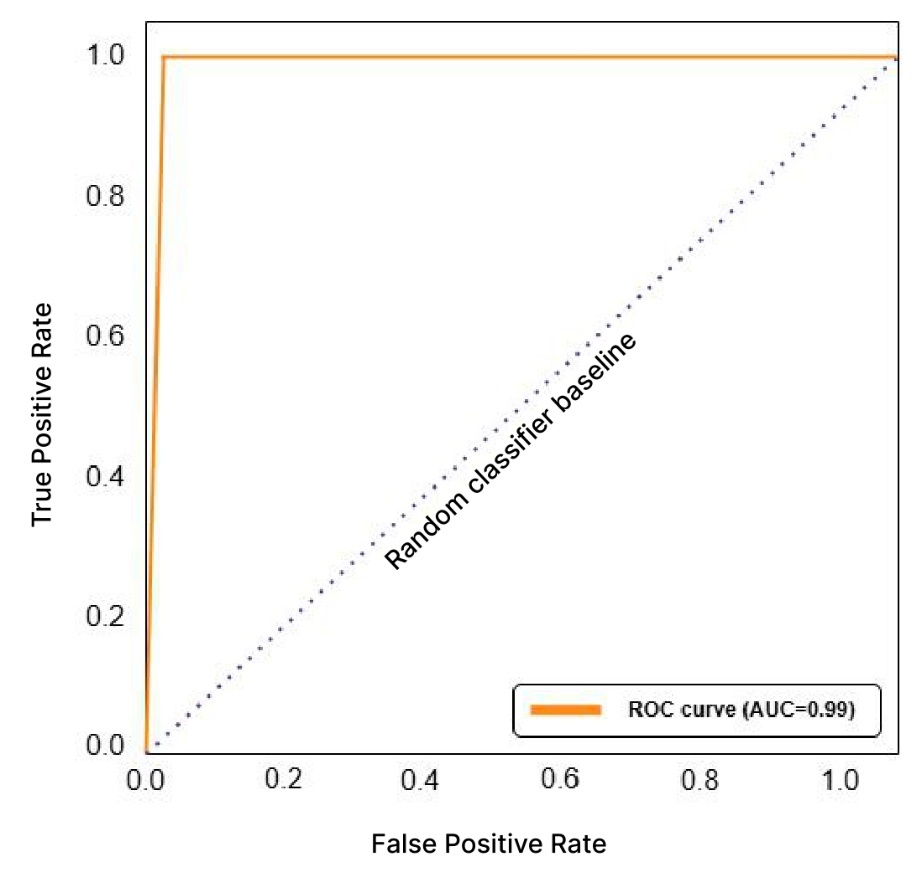 1.0
0.8
0.6
0.4
0.2
0.0
True Positive Rate
Random classifier baseline
ROC curve (AUC=0.99)
0.0 0.2 0.4 0.6 0.8 1.0
False Positive Rate